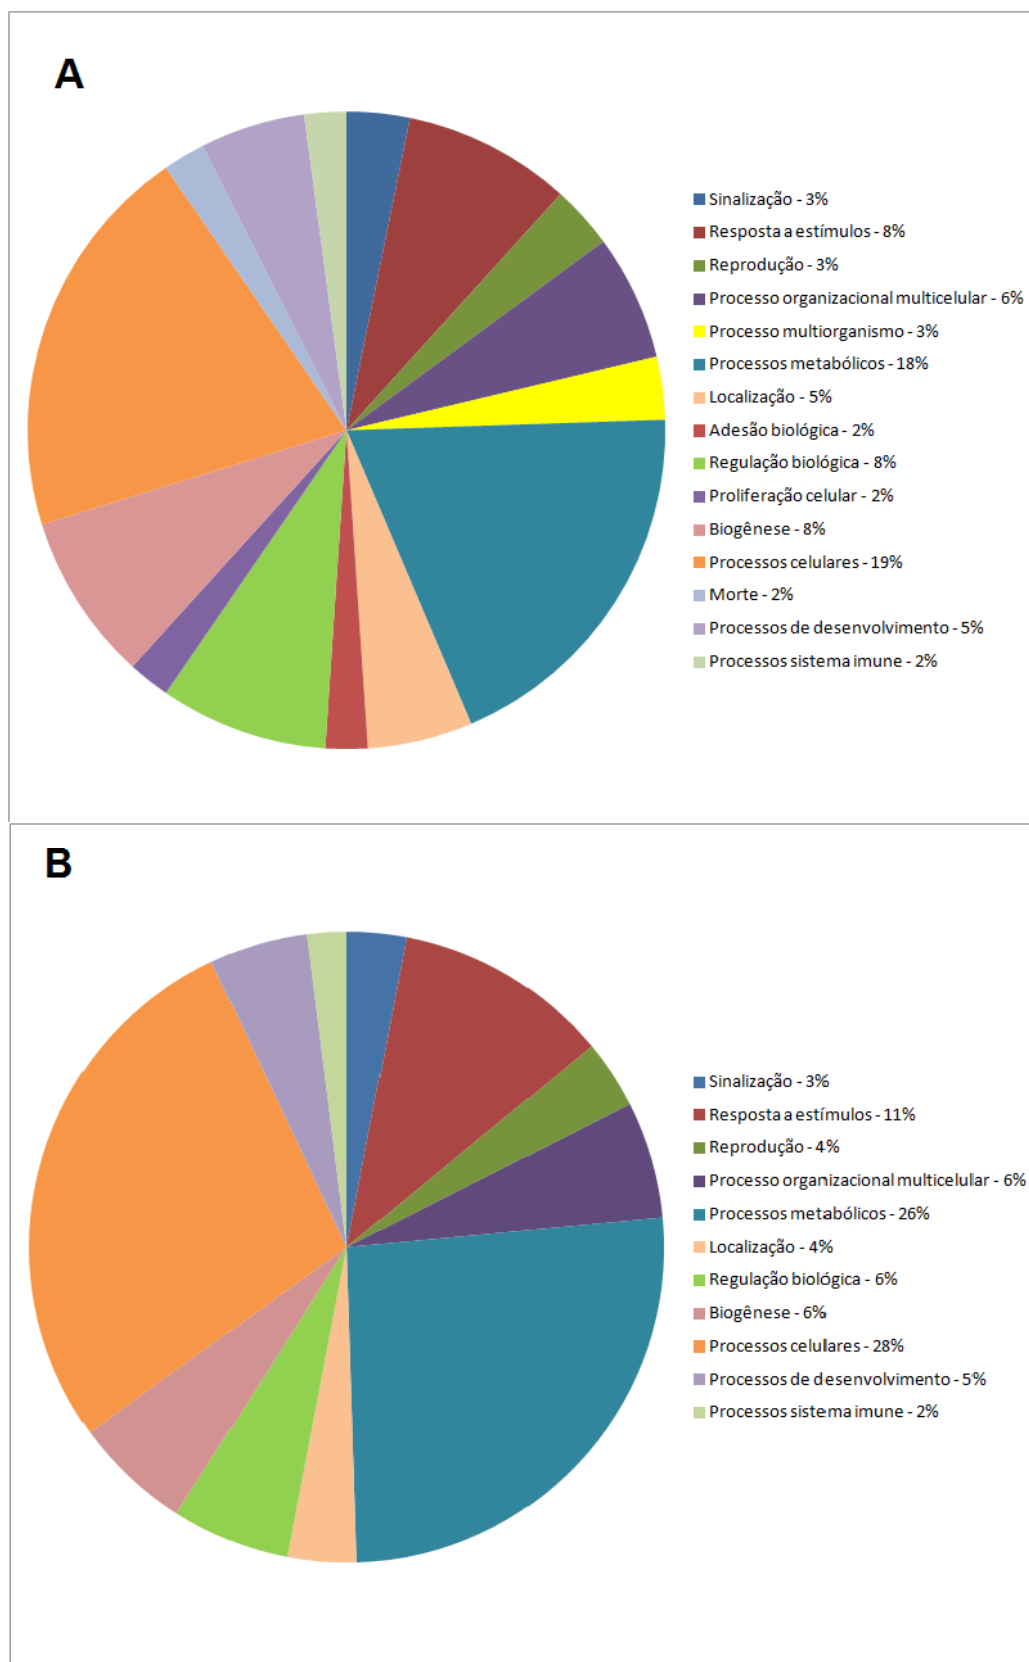 A
Sinalização - 3%
Resposta a estímulos - 8%
Reprodução - 3%
Processo organizacional multicelular - 6%
Processo multiorganismo - 3%
Processos metabólicos - 18%
Localização - 5%
Adesão biológica - 2%
Regulação biológica - 8%
Proliferação celular - 2%
Biogênese - 8%
Processos celulares - 19%
Morte - 2%
Processos de desenvolvimento - 5%
Processos sistema imune - 2%
B
Sinalização - 3%
Resposta a estímulos - 11%
Reprodução - 4%
Processo organizacional multicelular - 6%
Processos metabólicos - 26%
Localização - 4%
Regulação biológica - 6%
Biogênese - 6%
Processos celulares - 28%
Processos de desenvolvimento - 5%
Processos sistema imune - 2%